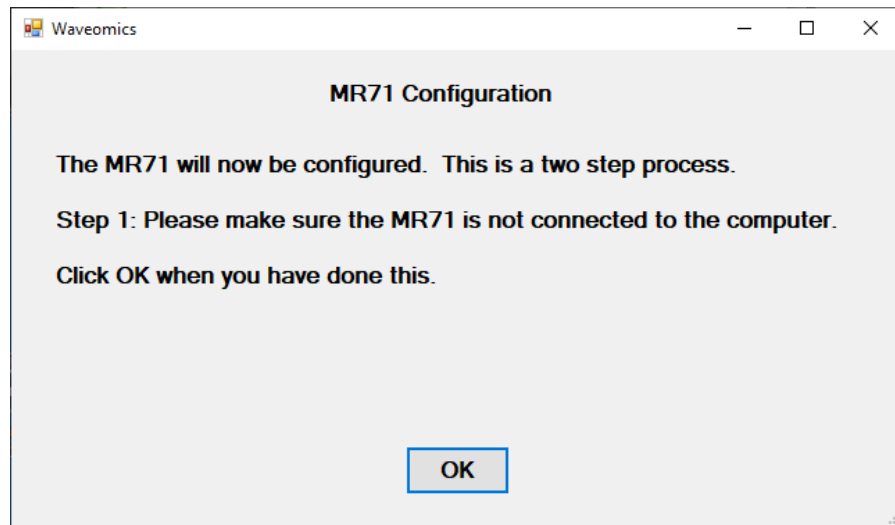 Waveomics
MR71 Configuration
The MR71 will now be configured.  This is a two step process.
Step 1: Please make sure the MR71 is not connected to the computer.
Click OK when you have done this.
OK